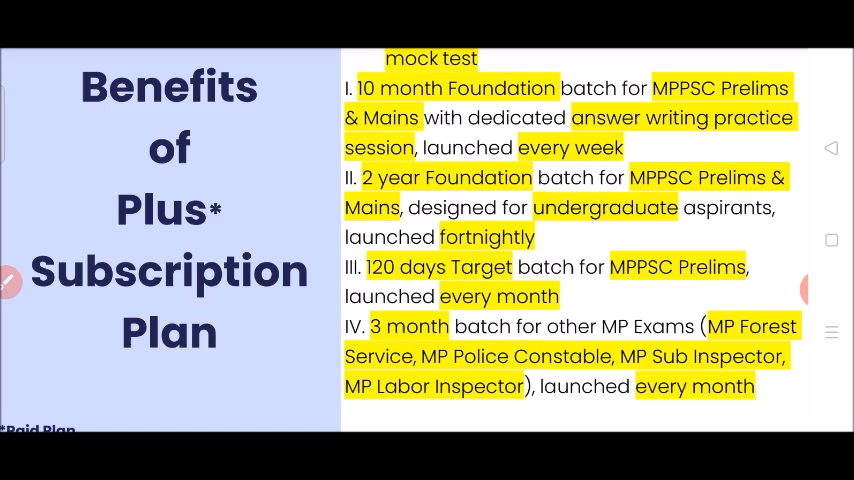 Benefits
of
Plus*
Subscription
Plan
*Paid Plan
mock test
I. 10 month Foundation batch for MPPSC Prelims
& Mains with dedicated answer writing practice
session, launched every week
II. 2 year Foundation batch for MPPSC Prelims &
Mains, designed for undergraduate aspirants,
launched fortnightly
III. 120 days Target batch for MPPSC Prelims,
launched every month
IV. 3 month batch for other MP Exams (MP Forest
Service, MP Police Constable, MP Sub Inspector,
MP Labor Inspector), launched every month